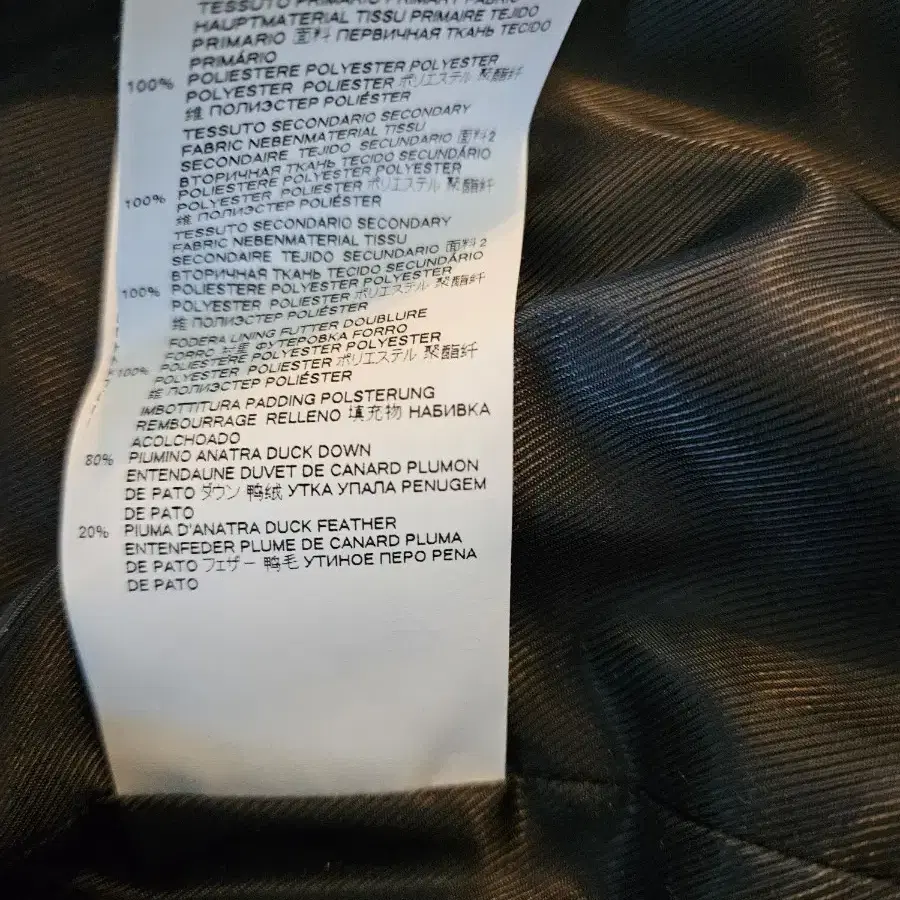 TESSUTO PRIMARIO PRIMARY FABRIC
HAUPTMATERIAL TISSU PRIMAIRE TEJIDO
PRIMARIO 面料 ПЕРВИЧНАЯ ТКАНЬ TECIDO
PRIMÁRIO
100% POLIESTERE POLYESTER POLYESTER
POLYESTER POLIESTER ポリエステル 聚酯纤
维 ПОЛИЭСТЕР POLIÉSTER
TESSUTO SECONDARIO SECONDARY
FABRIC NEBENMATERIAL TISSU
SECONDAIRE TEJIDO SECUNDARIO 面料2
ВТОРИЧНАЯ ТКАНЬ TECIDO SECUNDÁRIO
100% POLIESTERE POLYESTER POLYESTER
POLYESTER POLIESTER ポリエステル 聚酯纤
维 ПОЛИЭСТЕР POLIÉSTER
TESSUTO SECONDARIO SECONDARY
FABRIC NEBENMATERIAL TISSU
SECONDAIRE TEJIDO SECUNDARIO 面料2
ВТОРИЧНАЯ ТКАНЬ TECIDO SECUNDÁRIO
100% POLIESTERE POLYESTER POLYESTER
POLYESTER POLIESTER ポリエステル 聚酯纤
维 ПОЛИЭСТЕР POLIÉSTER
FODERA LINING FUTTER DOUBLURE
FORRO ФУТЕРОВКА FORRO
100% POLIESTERE POLYESTER POLYESTER
POLYESTER POLIESTER ポリエステル 聚酯纤
维 ПОЛИЭСТЕР POLIÉSTER
IMBOTTITURA PADDING POLSTERUNG
REMBOURRAGE RELLENO 填充物 НАБИВКА
ACOLCHOADO
80% PIUMINO ANATRA DUCK DOWN
ENTENDAUNE DUVET DE CANARD PLUMON
DE PATO ダウン 鸭绒 УТКА УПАЛА PENUGEM
DE PATO
20% PIUMA D'ANATRA DUCK FEATHER
ENTENFEDER PLUME DE CANARD PLUMA
DE PATO フェザー 鸭毛 УТИНОЕ ПЕРО PENA
DE PATO